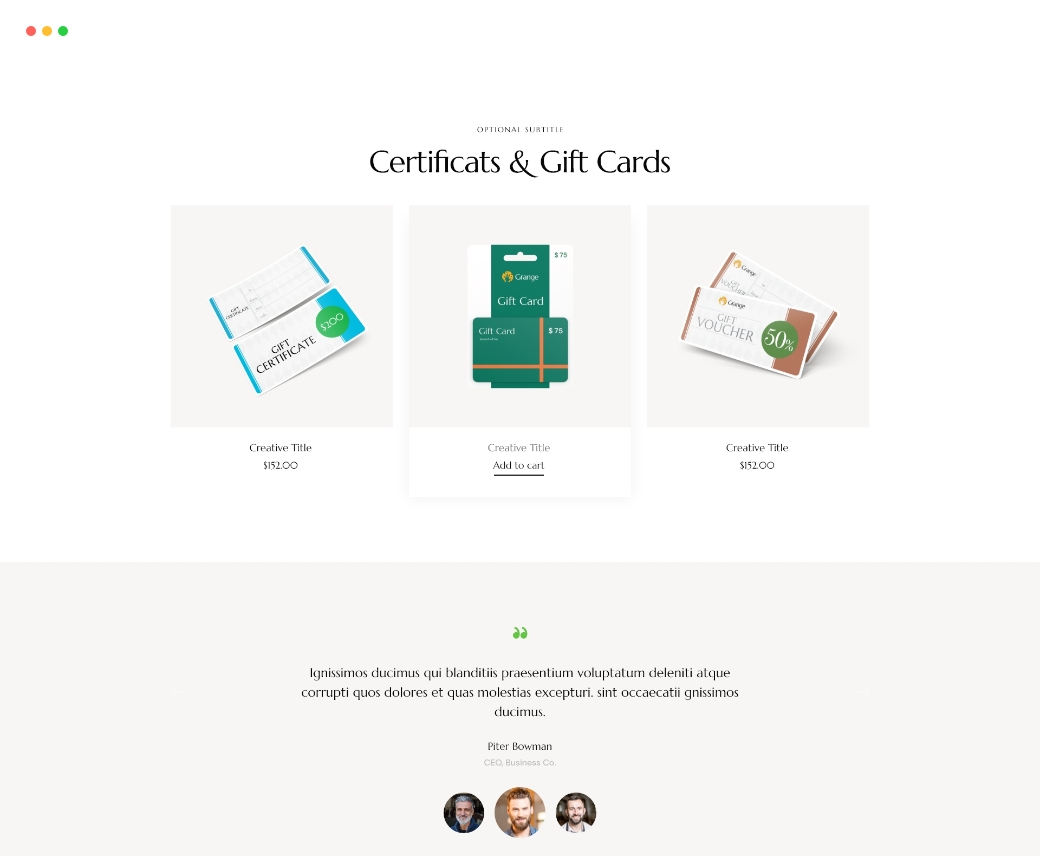 OPTIONAL SUBTITLE
Certificats & Gift Cards
GIFT
CERTIFICATE
$200
GIFT
CERTIFICATE
$ 75
Grange
Gift Card
Gift Card
$ 75
Grange
VOUCHER
Grange
GIFT
VOUCHER
50%
Creative Title
$152.00
Creative Title
Add to cart
Creative Title
$152.00
Ignissimos ducimus qui blanditiis praesentium voluptatum deleniti atque
corrupti quos dolores et quas molestias excepturi. sint occaecatii gnissimos
ducimus.
Piter Bowman
CEO, Business Co.